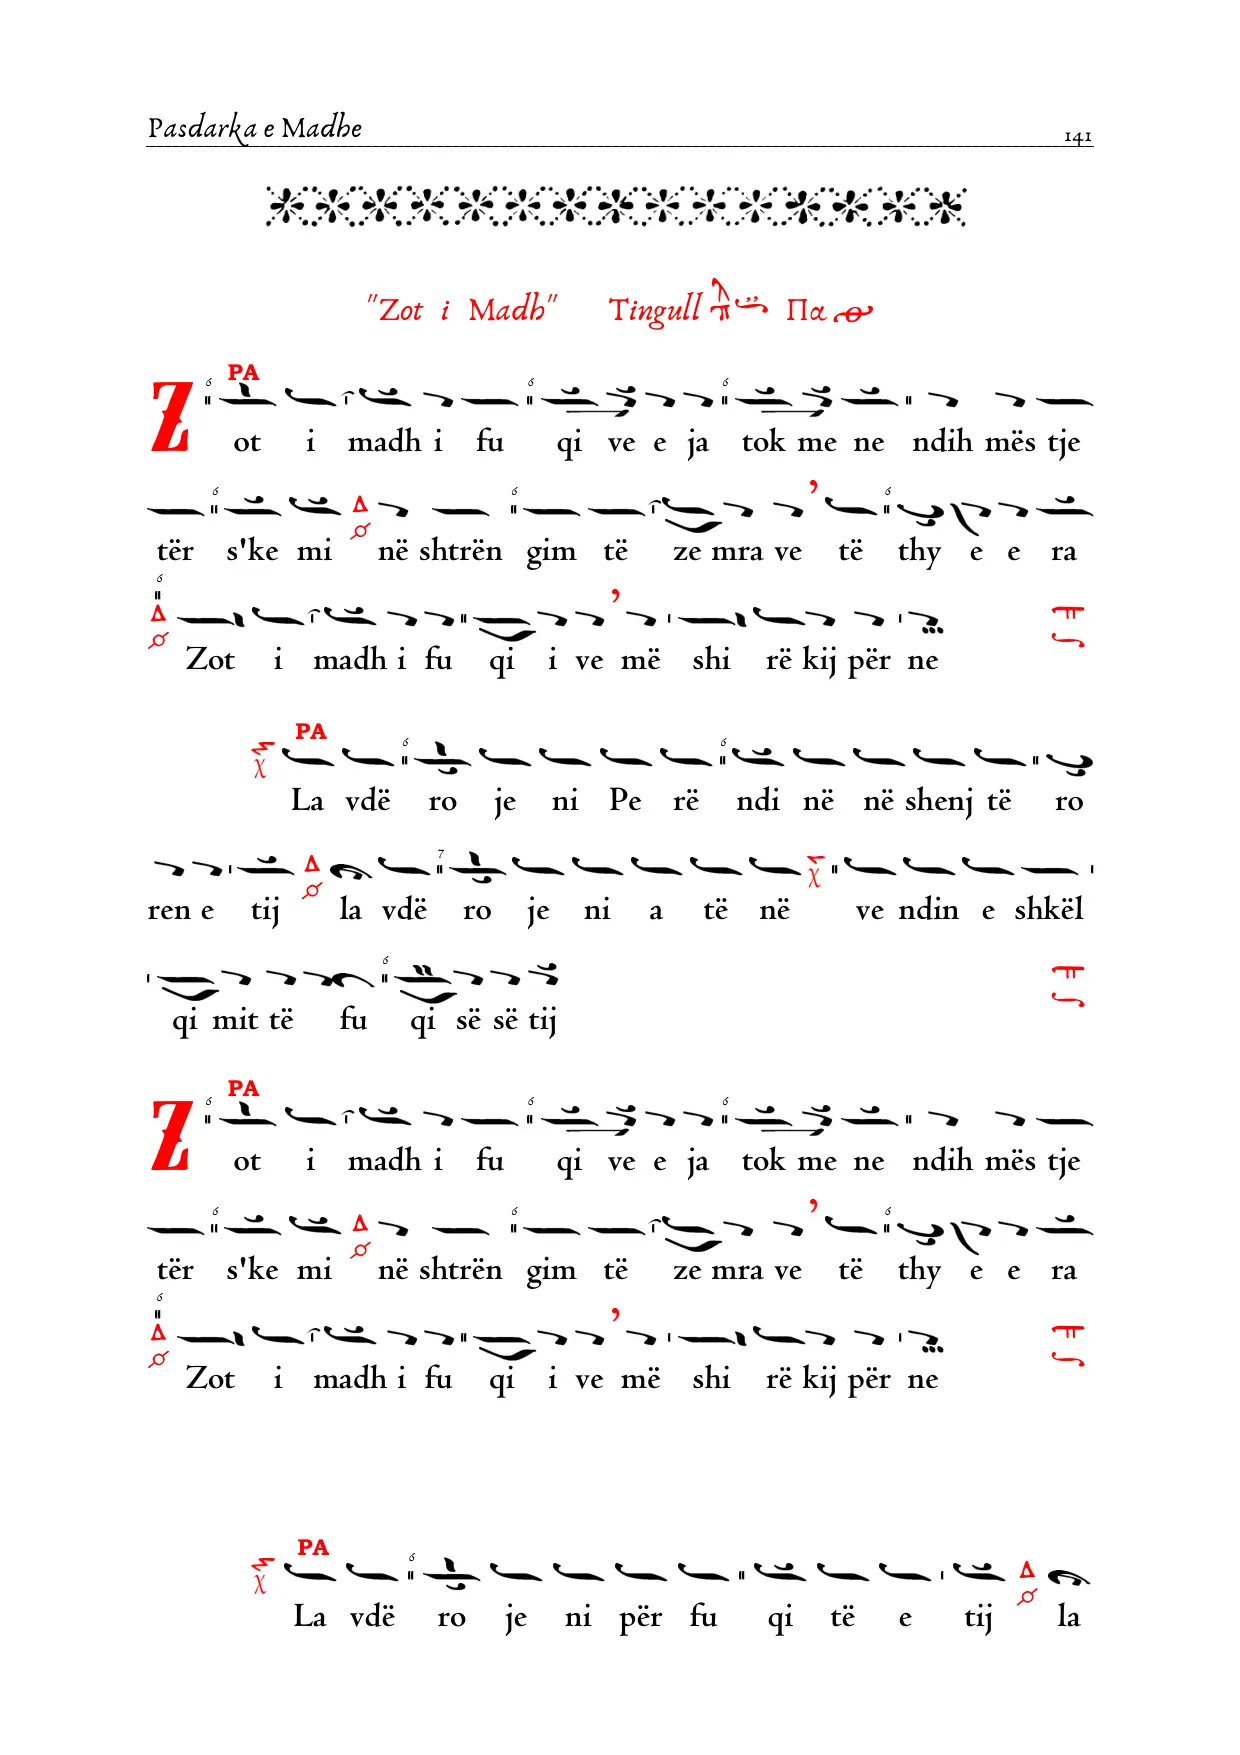 Pasdarka e Madhe 141
"Zot i Madh" Tingull Πα
PA
Z ot i madh i fu qi ve e ja tok me ne ndih mës tje
tër s'ke mi në shtrën gim të ze mra ve të thy e e ra
Zot i madh i fu qi i ve më shi rë kij për ne
PA
La vdë ro je ni Pe rë ndi në në shenj të ro
ren e tij la vdë ro je ni a të në ve ndin e shkël
qi mit të fu qi së së tij
PA
Z ot i madh i fu qi ve e ja tok me ne ndih mës tje
tër s'ke mi në shtrën gim të ze mra ve të thy e e ra
Zot i madh i fu qi i ve më shi rë kij për ne
PA
La vdë ro je ni për fu qi të e tij la